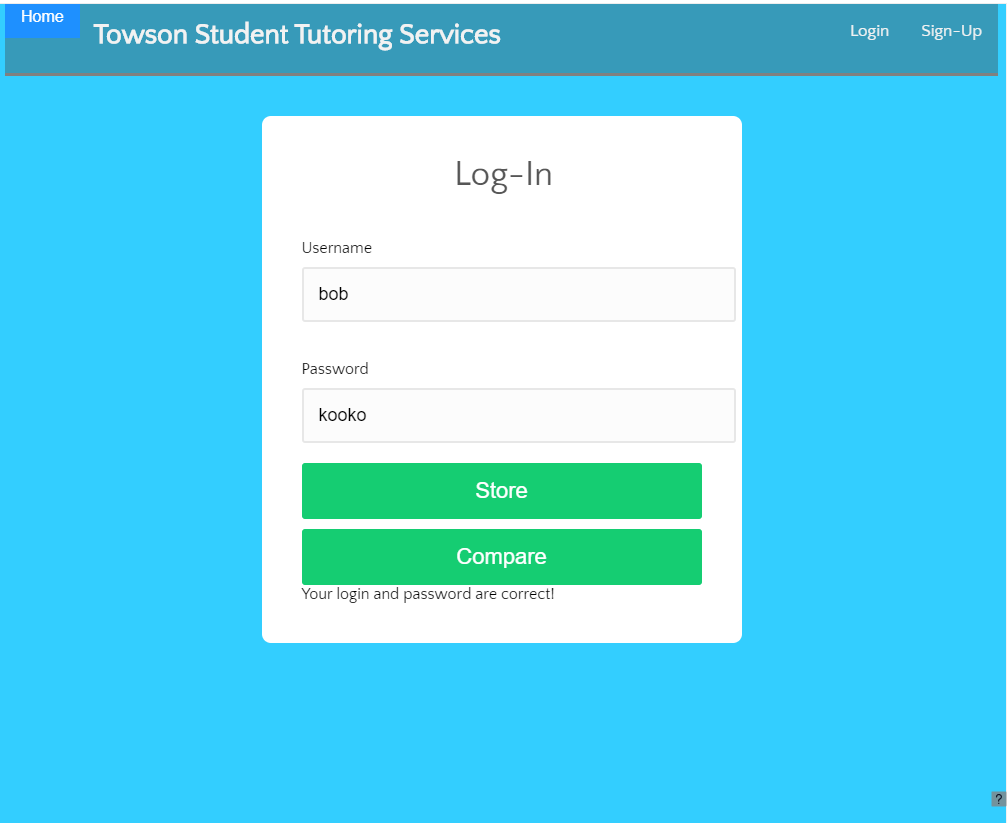 Home
Towson Student Tutoring Services
Login
Sign-Up
Log-In
Username
bob
Password
kooko
Store
Compare
Your login and password are correct!
?